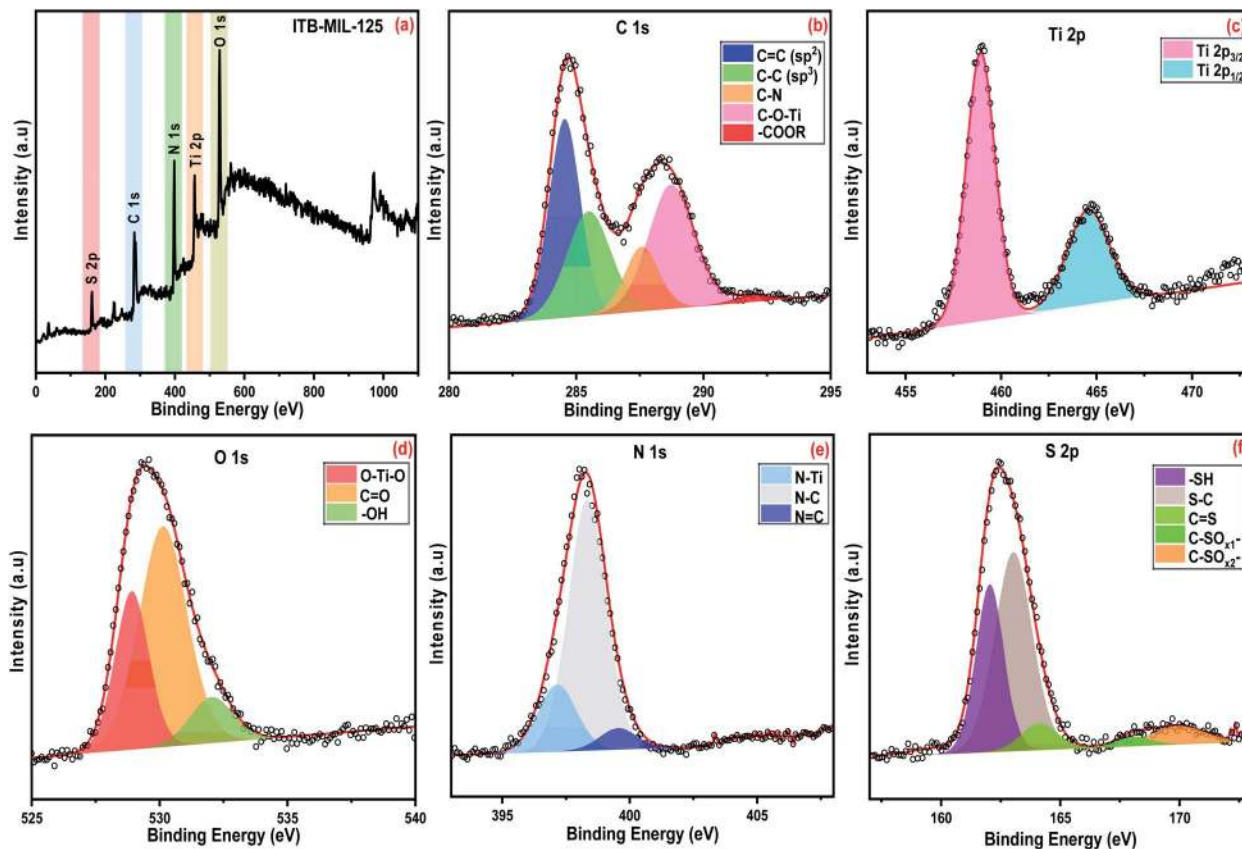 ITB-MIL-125
(a)
S 2p
C 1s
N 1s
Ti 2p
O 1s
Intensity (a.u)
0 200 400 600 800 1000
Binding Energy (eV)
C 1s
(b)
C=C (sp²)
C-C (sp³)
C-N
C-O-Ti
-COOR
Intensity (a.u)
280 285 290 295
Binding Energy (eV)
Ti 2p
(c)
Ti 2p3/2
Ti 2p1/2
Intensity (a.u)
455 460 465 470
Binding Energy (eV)
O 1s
(d)
O-Ti-O
C=O
-OH
Intensity (a.u)
525 530 535 540
Binding Energy (eV)
N 1s
(e)
N-Ti
N-C
N=C
Intensity (a.u)
395 400 405
Binding Energy (eV)
S 2p
(f
-SH
S-C
C=S
C-SOx1-
C-SOx2-
Intensity (a.u)
160 165 170
Binding Energy (eV)